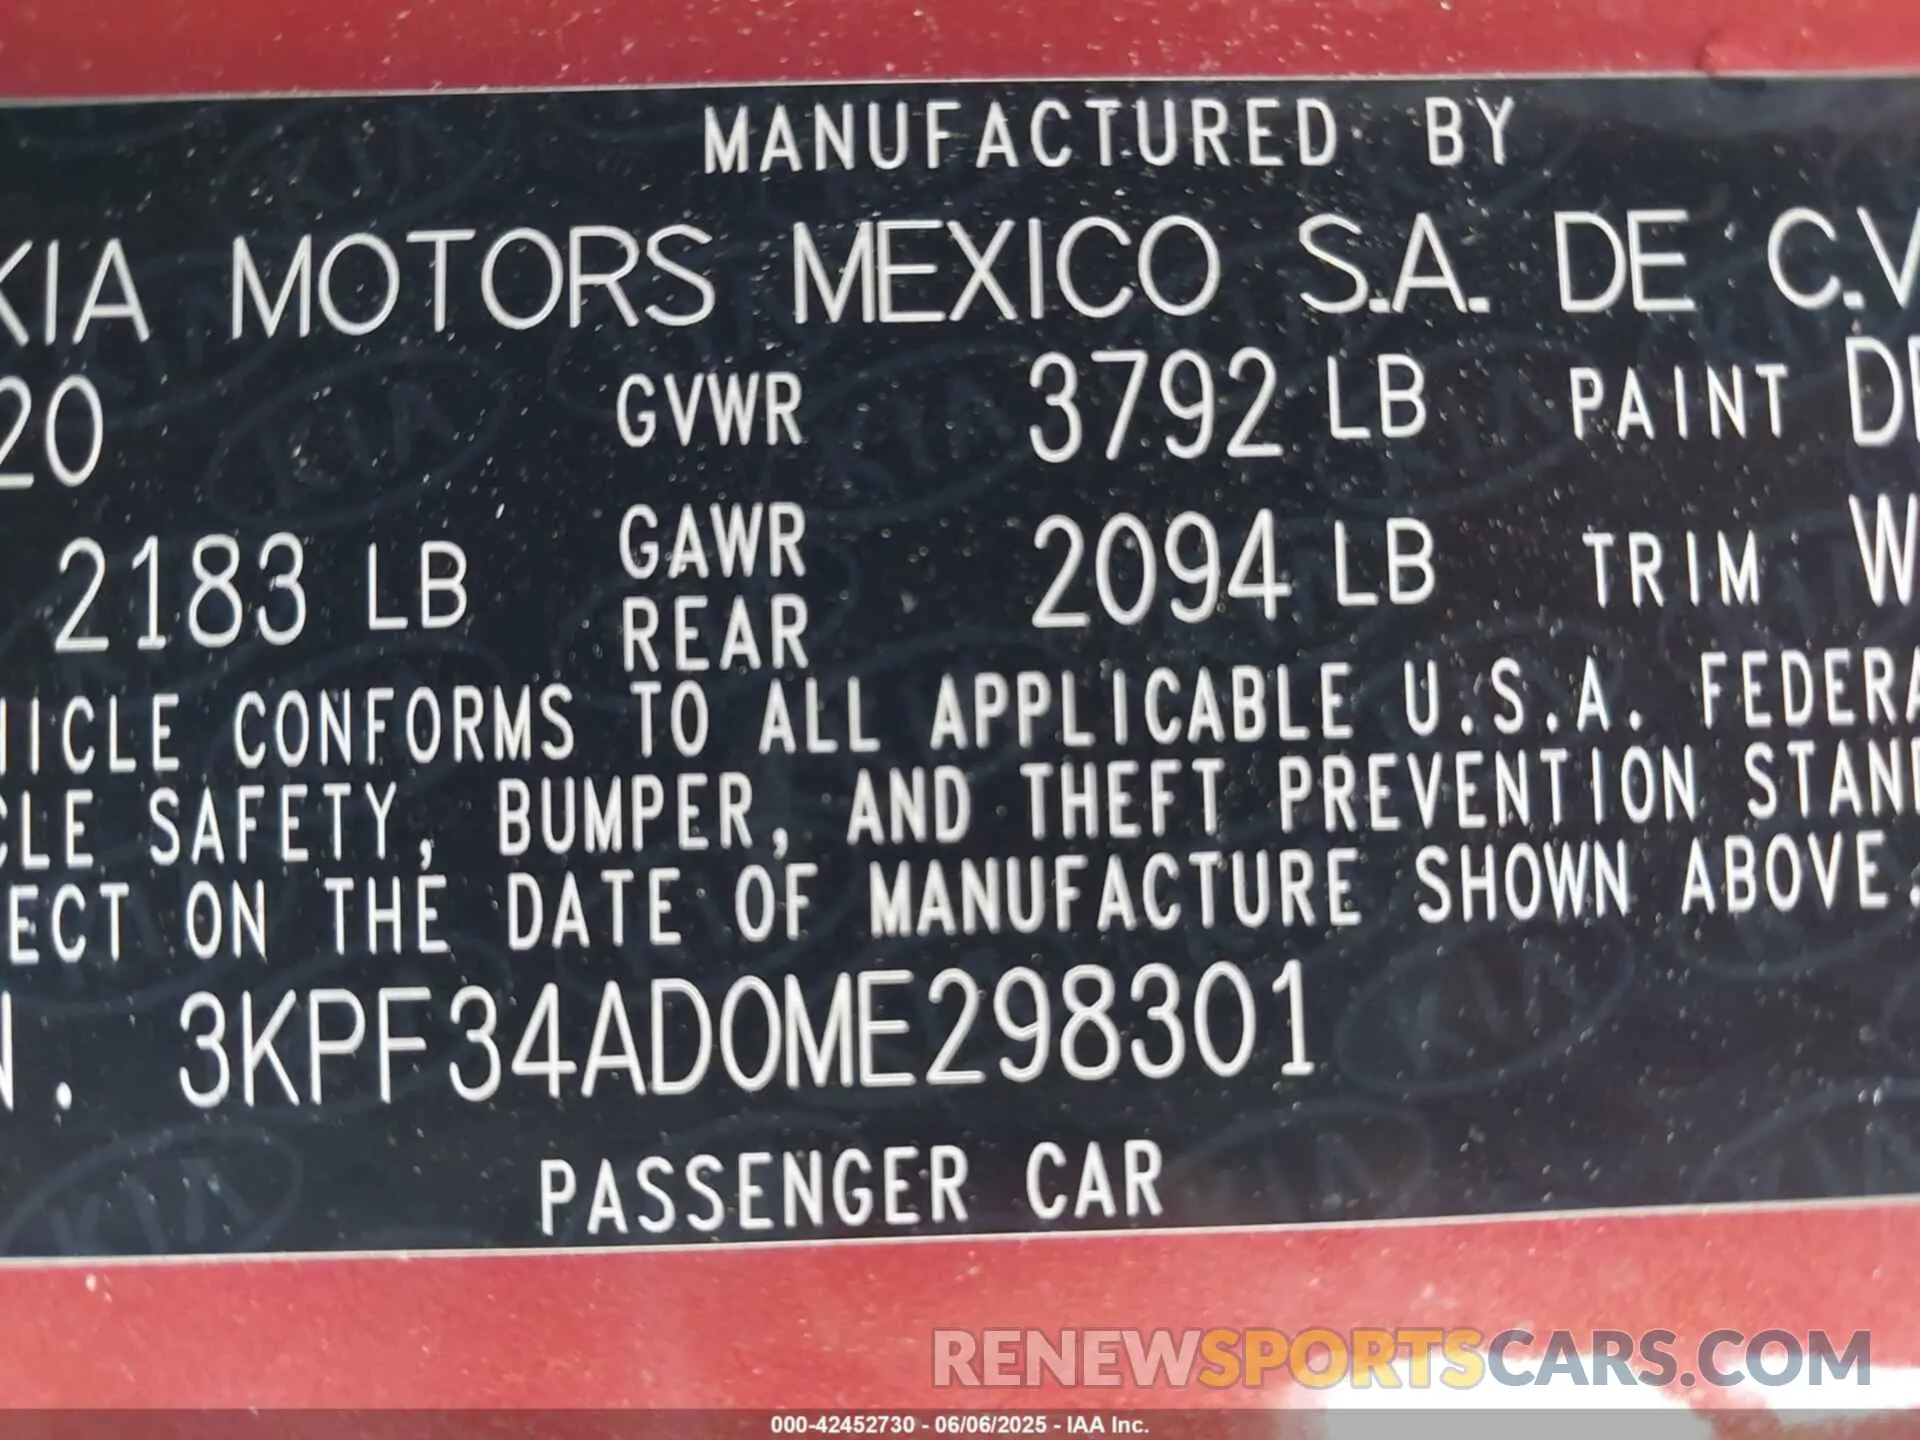 MANUFACTURED BY
KIA MOTORS MEXICO S.A. DE C.V
20 GVWR 3792 LB PAINT
2183 LB GAWR REAR 2094 LB TRIM W
HICLE CONFORMS TO ALL APPLICABLE U.S.A. FEDERA
CLE SAFETY, BUMPER, AND THEFT PREVENTION STAND
ECT ON THE DATE OF MANUFACTURE SHOWN ABOVE.
N. 3KPF34AD0ME298301
PASSENGER CAR
RENEWSPORTSCARS.COM
000-42452730 - 06/06/2025 - IAA Inc.